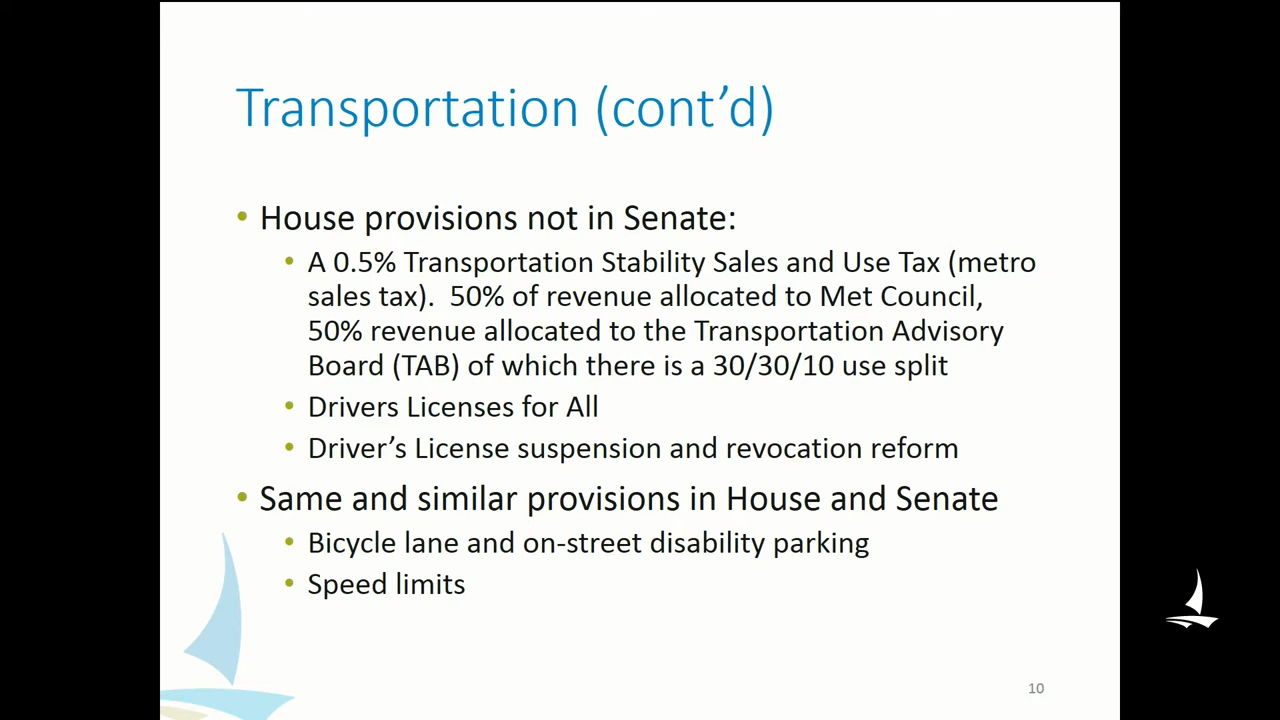 Transportation (cont’d)
• House provisions not in Senate:
• A 0.5% Transportation Stability Sales and Use Tax (metro
sales tax).  50% of revenue allocated to Met Council,
50% revenue allocated to the Transportation Advisory
Board (TAB) of which there is a 30/30/10 use split
• Drivers Licenses for All
• Driver’s License suspension and revocation reform
• Same and similar provisions in House and Senate
• Bicycle lane and on-street disability parking
• Speed limits
10